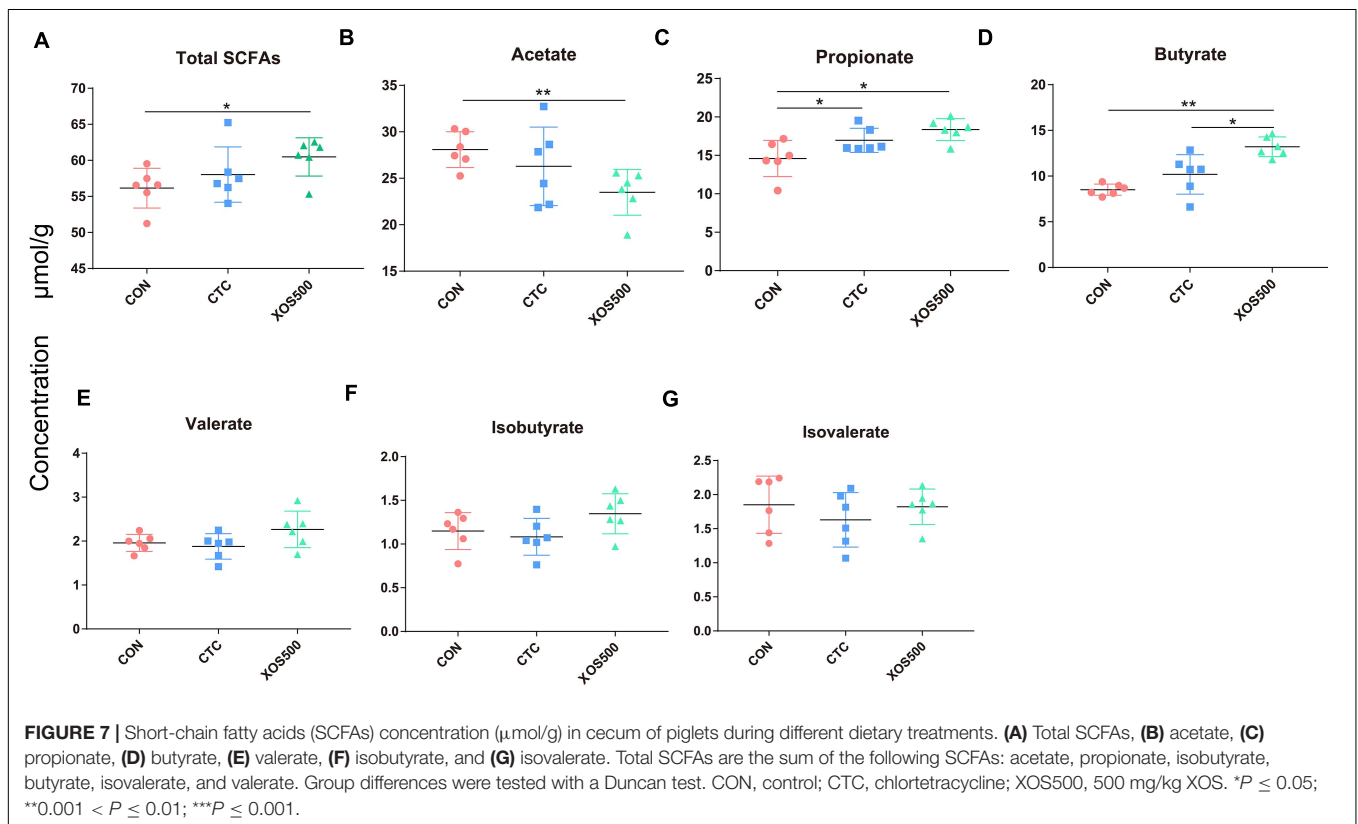 A
Total SCFAs
70
65
60
55
50
45
*
CON
CTC
XOS500
B
Acetate
35
30
25
20
15
**
CON
CTC
XOS500
C
Propionate
25
20
15
10
5
0
*
*
CON
CTC
XOS500
D
Butyrate
20
15
10
5
0
**
*
CON
CTC
XOS500
Concentration μmol/g
E
Valerate
4
3
2
1
0
CON
CTC
XOS500
F
Isobutyrate
2.0
1.5
1.0
0.5
0.0
CON
CTC
XOS500
G
Isovalerate
2.5
2.0
1.5
1.0
0.5
0.0
CON
CTC
XOS500
FIGURE 7 | Short-chain fatty acids (SCFAs) concentration (μmol/g) in cecum of piglets during different dietary treatments. (A) Total SCFAs, (B) acetate, (C)
propionate, (D) butyrate, (E) valerate, (F) isobutyrate, and (G) isovalerate. Total SCFAs are the sum of the following SCFAs: acetate, propionate, isobutyrate,
butyrate, isovalerate, and valerate. Group differences were tested with a Duncan test. CON, control; CTC, chlortetracycline; XOS500, 500 mg/kg XOS. *P ≤ 0.05;
**0.001 < P ≤ 0.01; ***P ≤ 0.001.